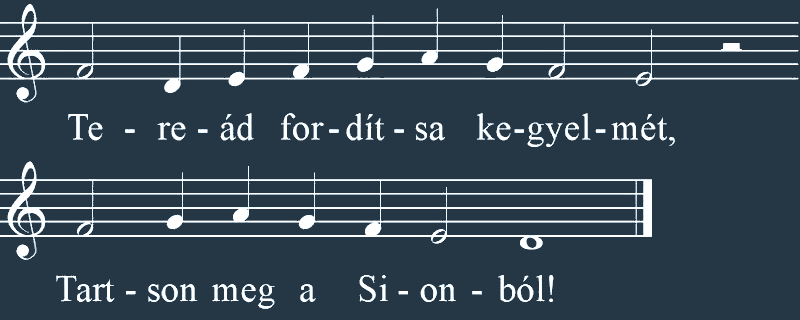 Te - re - ád for - dít - sa ke - gyel - mét,
Tart - son meg a Si - on - ból!